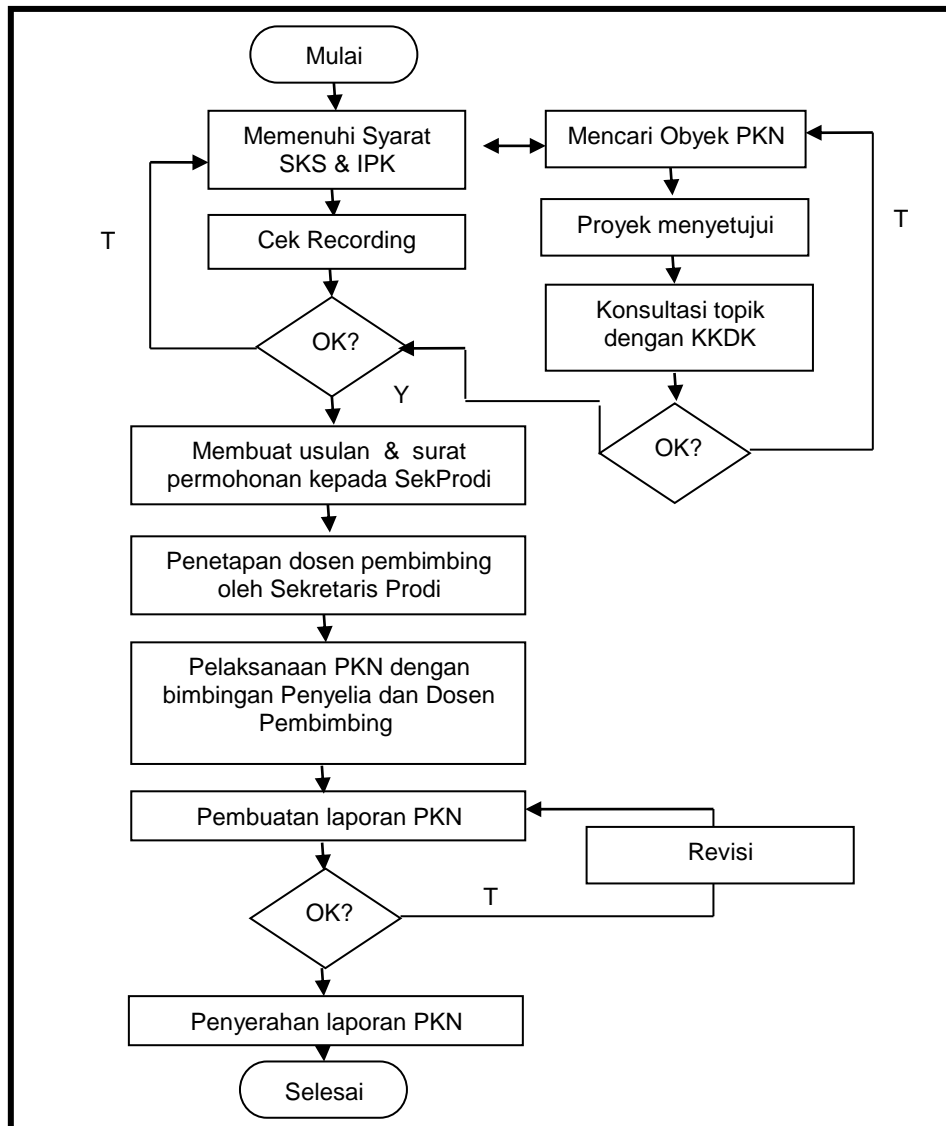 Mulai
Memenuhi Syarat
SKS & IPK
Mencari Obyek PKN
T
Cek Recording
Proyek menyetujui
T
OK?
Konsultasi topik
dengan KKDK
Y
OK?
Membuat usulan & surat
permohonan kepada SekProdi
Penetapan dosen pembimbing
oleh Sekretaris Prodi
Pelaksanaan PKN dengan
bimbingan Penyelia dan Dosen
Pembimbing
Pembuatan laporan PKN
Revisi
OK?
T
Penyerahan laporan PKN
Selesai